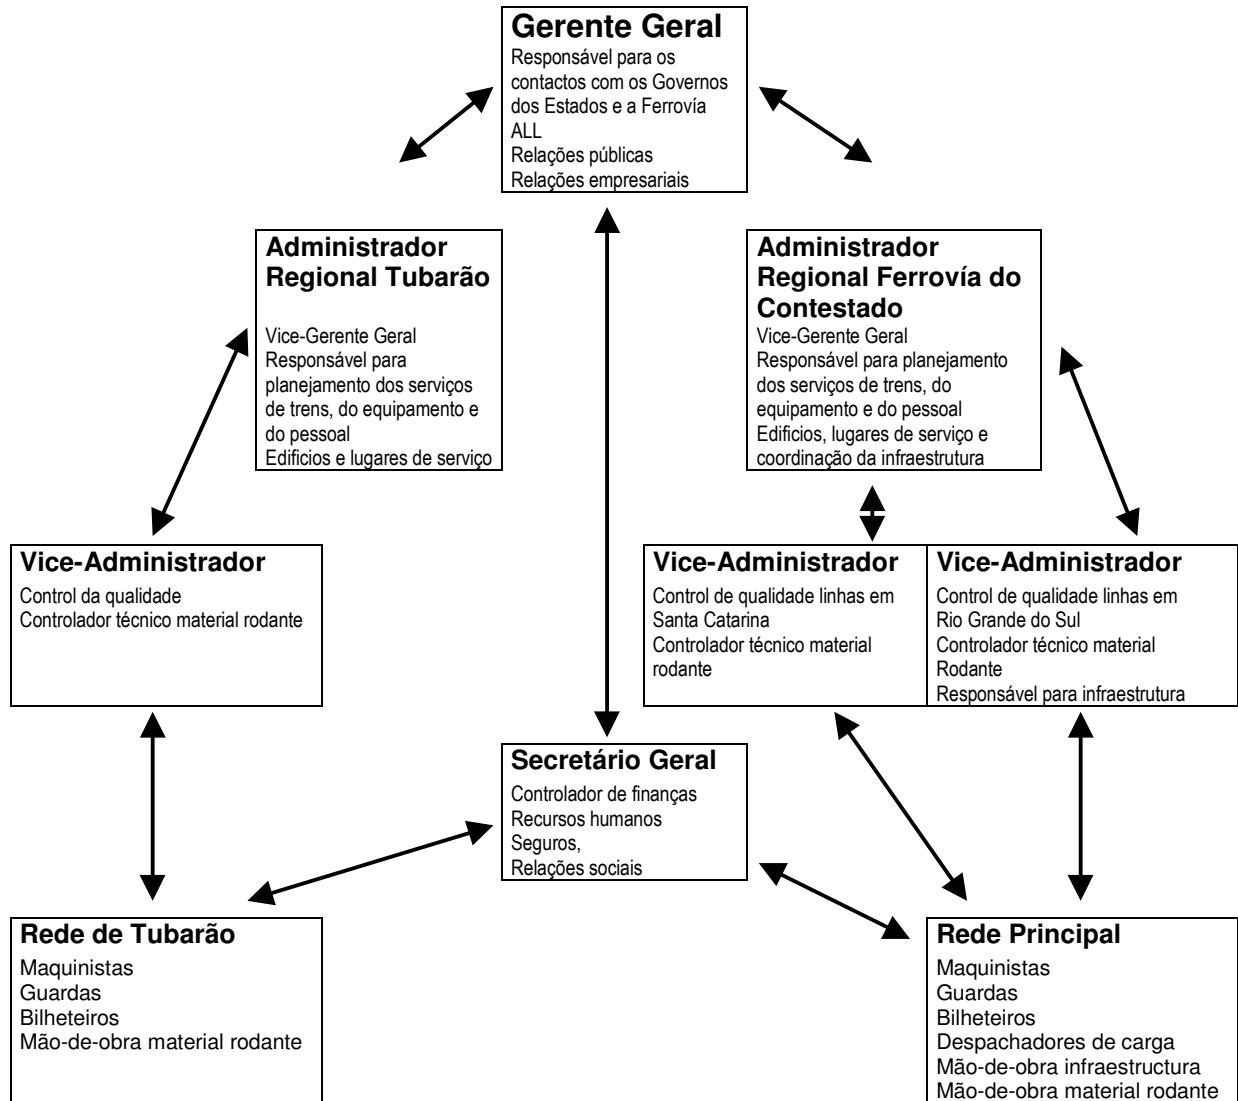 Gerente Geral
Responsável para os
contactos com os Governos
dos Estados e a Ferrovía
ALL
Relações públicas
Relações empresariais
Administrador
Regional Tubarão
Vice-Gerente Geral
Responsável para
planejamento dos serviços
de trens, do equipamento e
do pessoal
Edificios e lugares de serviço
Administrador
Regional Ferrovía do
Contestado
Vice-Gerente Geral
Responsável para planejamento
dos serviços de trens, do
equipamento e do pessoal
Edificios, lugares de serviço e
coordinação da infraestrutura
Vice-Administrador
Control da qualidade
Controlador técnico material rodante
Vice-Administrador
Control de qualidade linhas em
Santa Catarina
Controlador técnico material
rodante
Vice-Administrador
Control de qualidade linhas em
Rio Grande do Sul
Controlador técnico material
Rodante
Responsável para infraestrutura
Secretário Geral
Controlador de finanças
Recursos humanos
Seguros,
Relações sociais
Rede de Tubarão
Maquinistas
Guardas
Bilheteiros
Mão-de-obra material rodante
Rede Principal
Maquinistas
Guardas
Bilheteiros
Despachadores de carga
Mão-de-obra infraestructura
Mão-de-obra material rodante